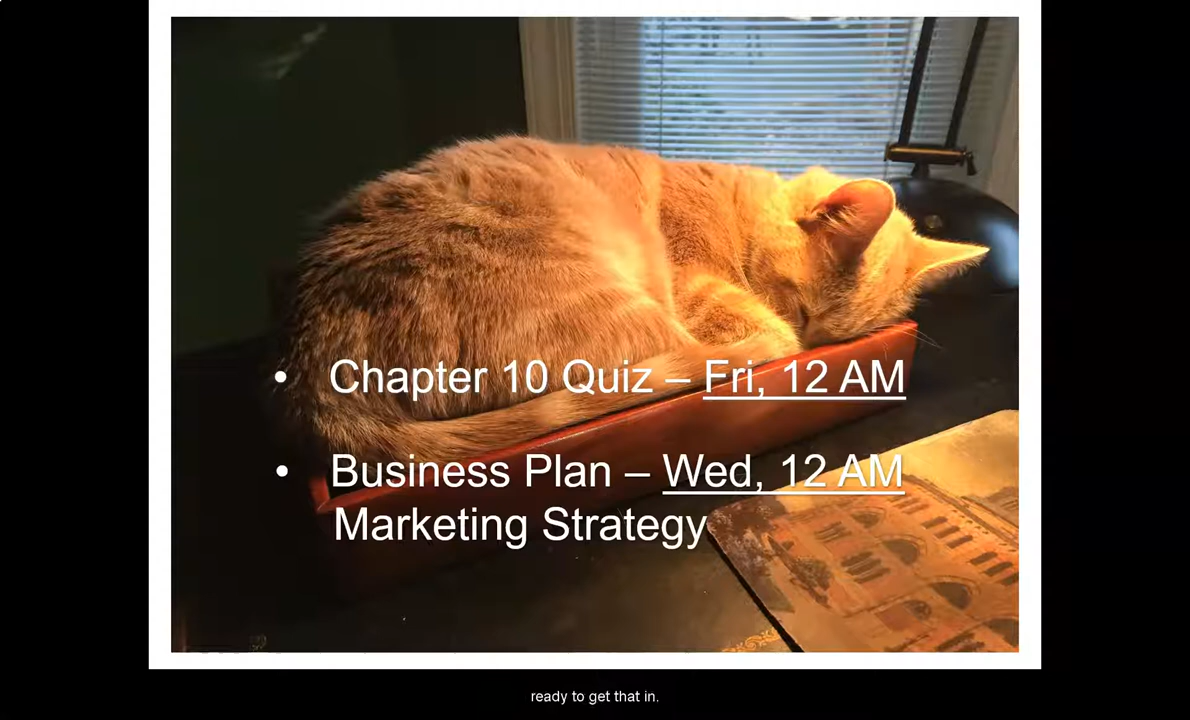 • Chapter 10 Quiz – Fri, 12 AM
• Business Plan – Wed, 12 AM
Marketing Strategy
ready to get that in.